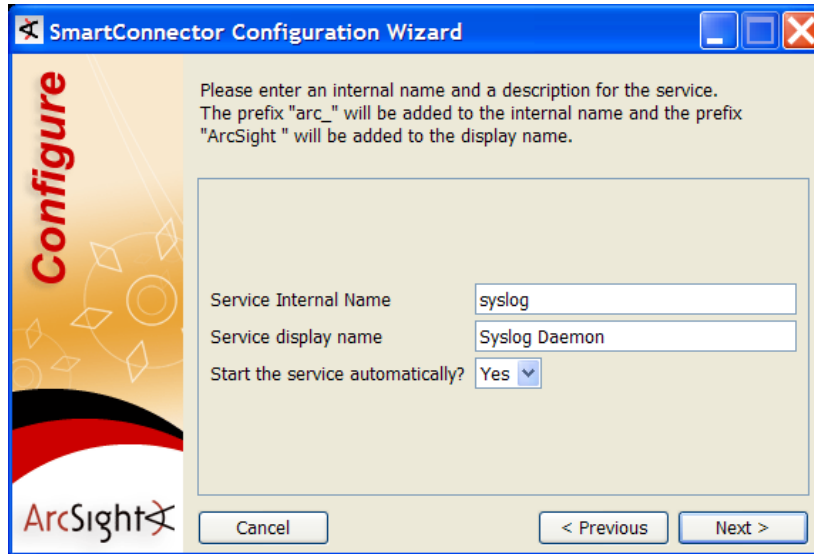 SmartConnector Configuration Wizard
Configure
Please enter an internal name and a description for the service.
The prefix "arc_" will be added to the internal name and the prefix
"ArcSight " will be added to the display name.
Service Internal Name syslog
Service display name Syslog Daemon
Start the service automatically? Yes
ArcSight
Cancel < Previous Next >